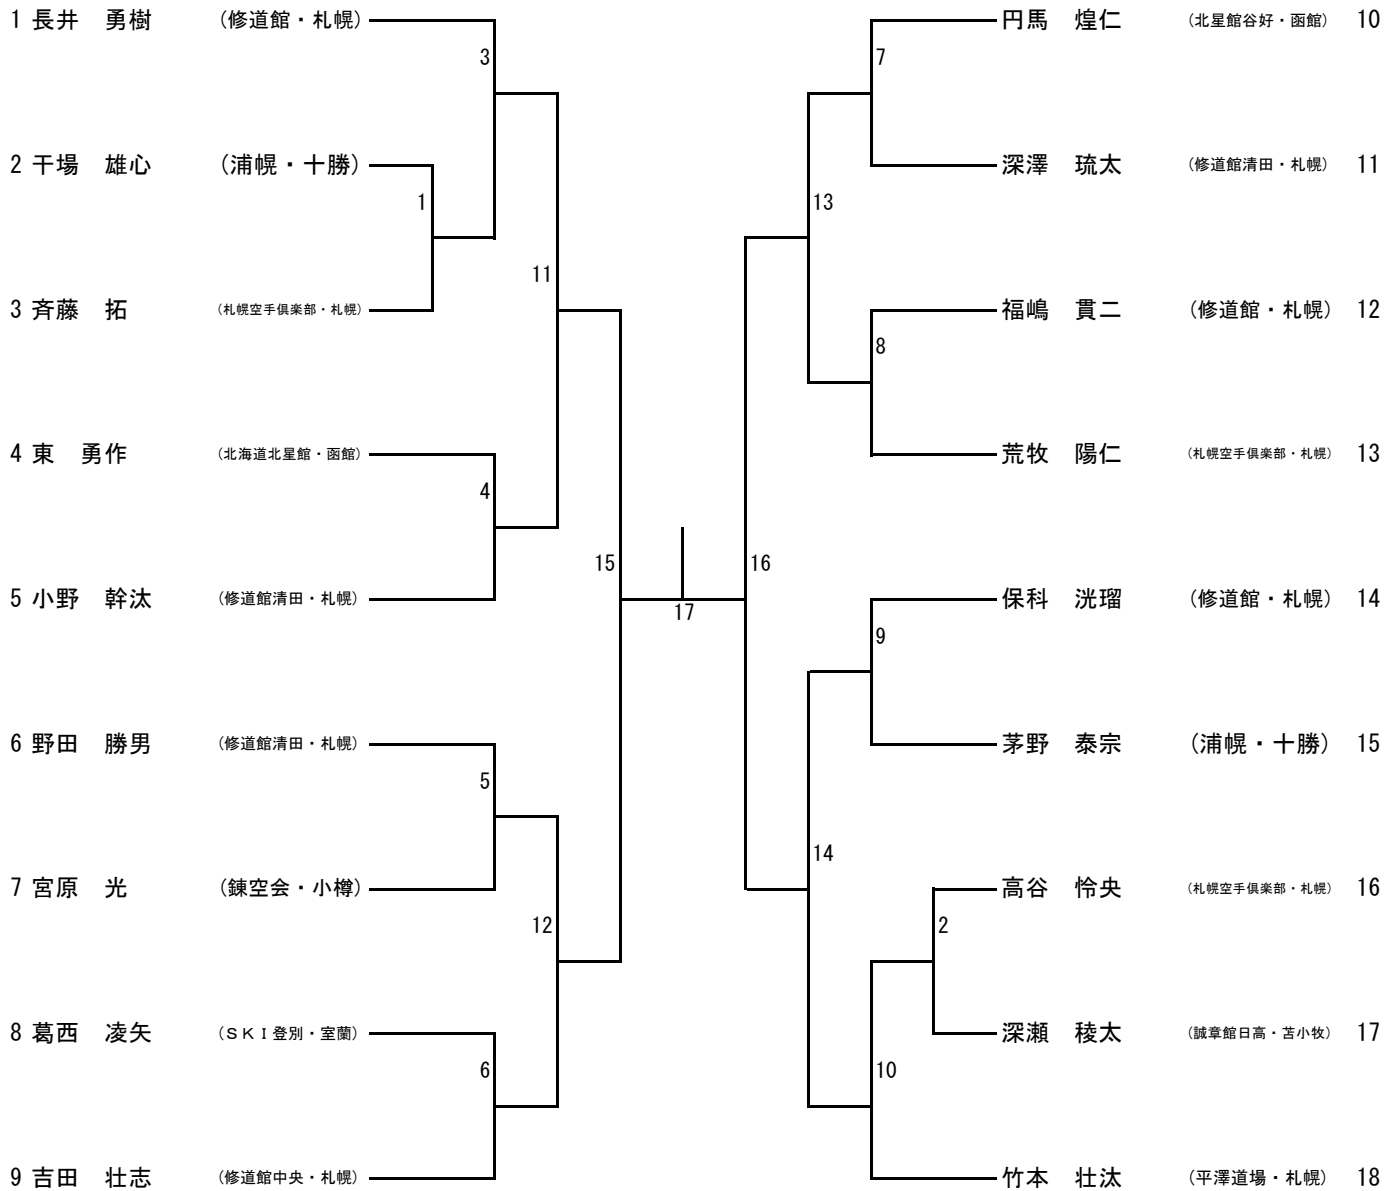 1 長井　勇樹 (修道館・札幌)
3
2 干場　雄心 (浦幌・十勝)
1
3 斉藤　拓 (札幌空手倶楽部・札幌)
11
4 東　勇作 (北海道北星館・函館)
4
5 小野　幹汰 (修道館清田・札幌)
15
6 野田　勝男 (修道館清田・札幌)
5
7 宮原　光 (錬空会・小樽)
12
8 葛西　凌矢 (ＳＫＩ登別・室蘭)
6
9 吉田　壮志 (修道館中央・札幌)
17
円馬　煌仁 (北星館谷好・函館) 10
7
深澤　琉太 (修道館清田・札幌) 11
13
福嶋　貫二 (修道館・札幌) 12
8
荒牧　陽仁 (札幌空手倶楽部・札幌) 13
16
保科　洸瑠 (修道館・札幌) 14
9
茅野　泰宗 (浦幌・十勝) 15
14
高谷　怜央 (札幌空手倶楽部・札幌) 16
2
深瀬　稜太 (誠章館日高・苫小牧) 17
10
竹本　壮汰 (平澤道場・札幌) 18